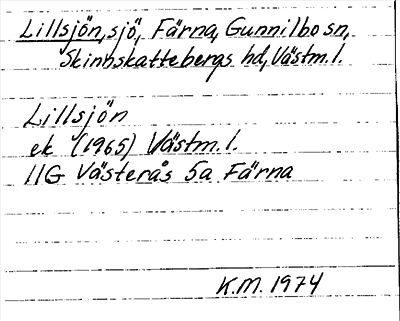 Lillsjön, sjö, Färna, Gunnilbo sn,
Skinnskattebergs hd, Västm. l.
Lillsjön
ek (1965) Västm. l.
11G Västerås 5a Färna
K.M. 1974